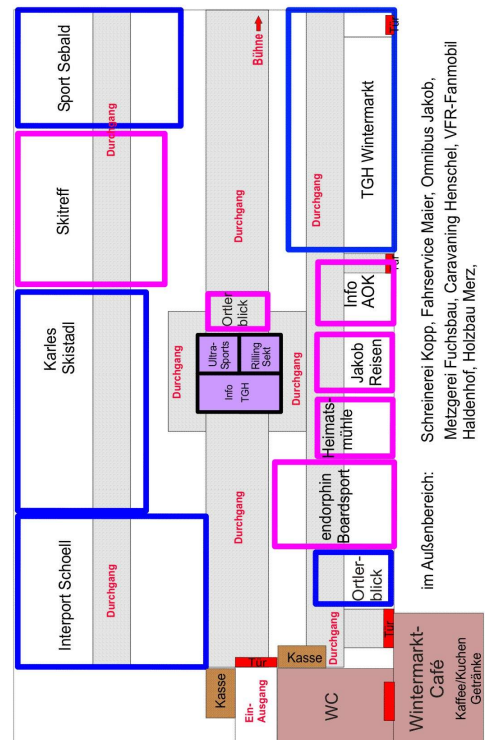 Interport Schoell
Karles
Skistadl
Skitreff
Sport Sebald
Durchgang
Durchgang
Kasse
Ein-
Ausgang
Tür
Durchgang
Durchgang
Info
TGH
Ultra-
Sports
Rilling
Sekt
Ortler
blick
Durchgang
Bühne
Durchgang
WC
Kasse
Durchgang
Ortler-
blick
endorphin
Boardsport
Heimats-
mühle
Jakob
Reisen
Info
AOK
TGH Wintermarkt
Tür
Tür
Tür
Wintermarkt-
Café
Kaffee/Kuchen
Getränke
im Außenbereich:
Schreinerei Kopp, Fahrservice Maier, Omnibus Jakob,
Metzgerei Fuchsbau, Caravaning Henschel, VFR-Fanmobil
Haldenhof, Holzbau Merz,